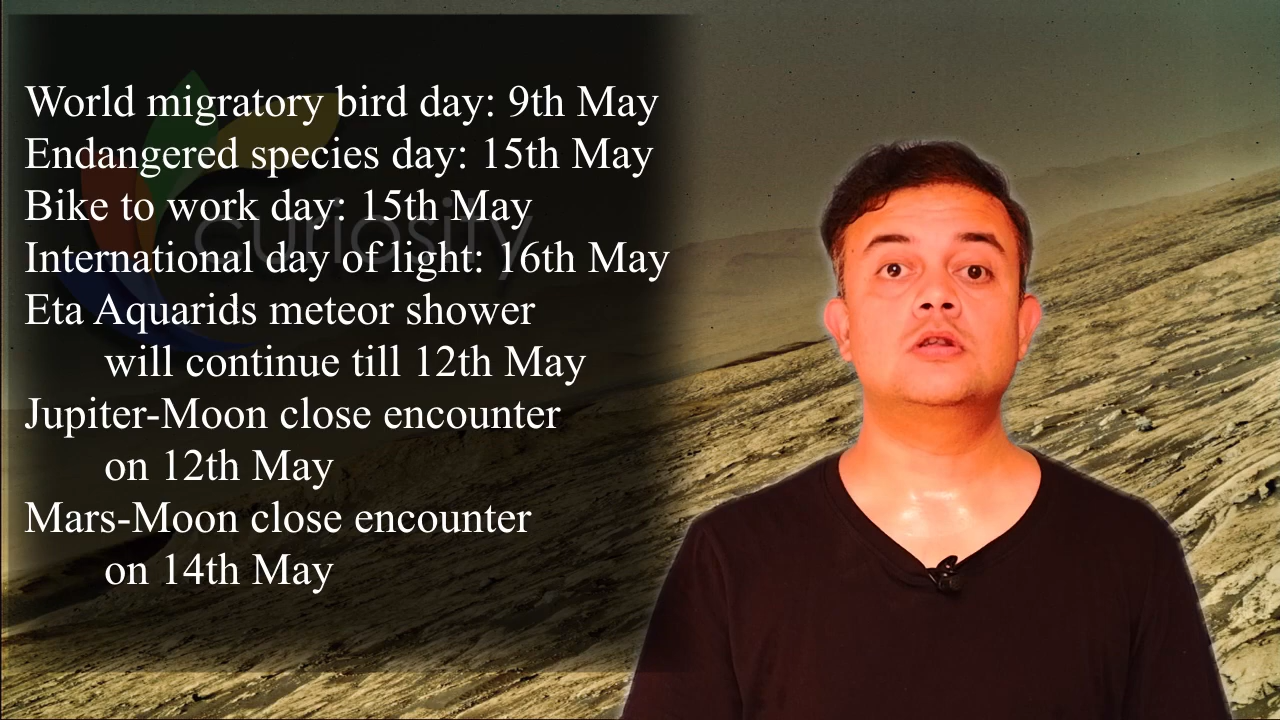 World migratory bird day: 9th May
Endangered species day: 15th May
Bike to work day: 15th May
curiosity
International day of light: 16th May
Eta Aquarids meteor shower
will continue till 12th May
Jupiter-Moon close encounter
on 12th May
Mars-Moon close encounter
on 14th May